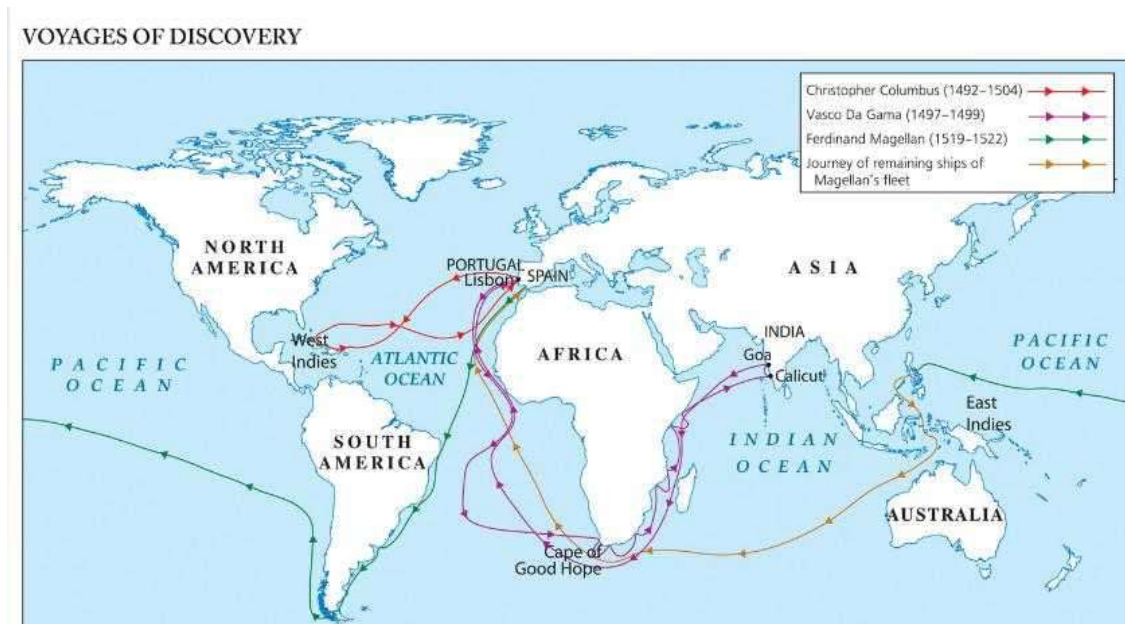 VOYAGES OF DISCOVERY
Christopher Columbus (1492–1504)
Vasco Da Gama (1497–1499)
Ferdinand Magellan (1519–1522)
Journey of remaining ships of
Magellan's fleet
NORTH
AMERICA
PORTUGAL
Lisbon
SPAIN
ASIA
West
Indies
ATLANTIC
OCEAN
AFRICA
INDIA
Goa
Calicut
PACIFIC
OCEAN
PACIFIC
OCEAN
East
Indies
SOUTH
AMERICA
INDIAN
OCEAN
AUSTRALIA
Cape of
Good Hope